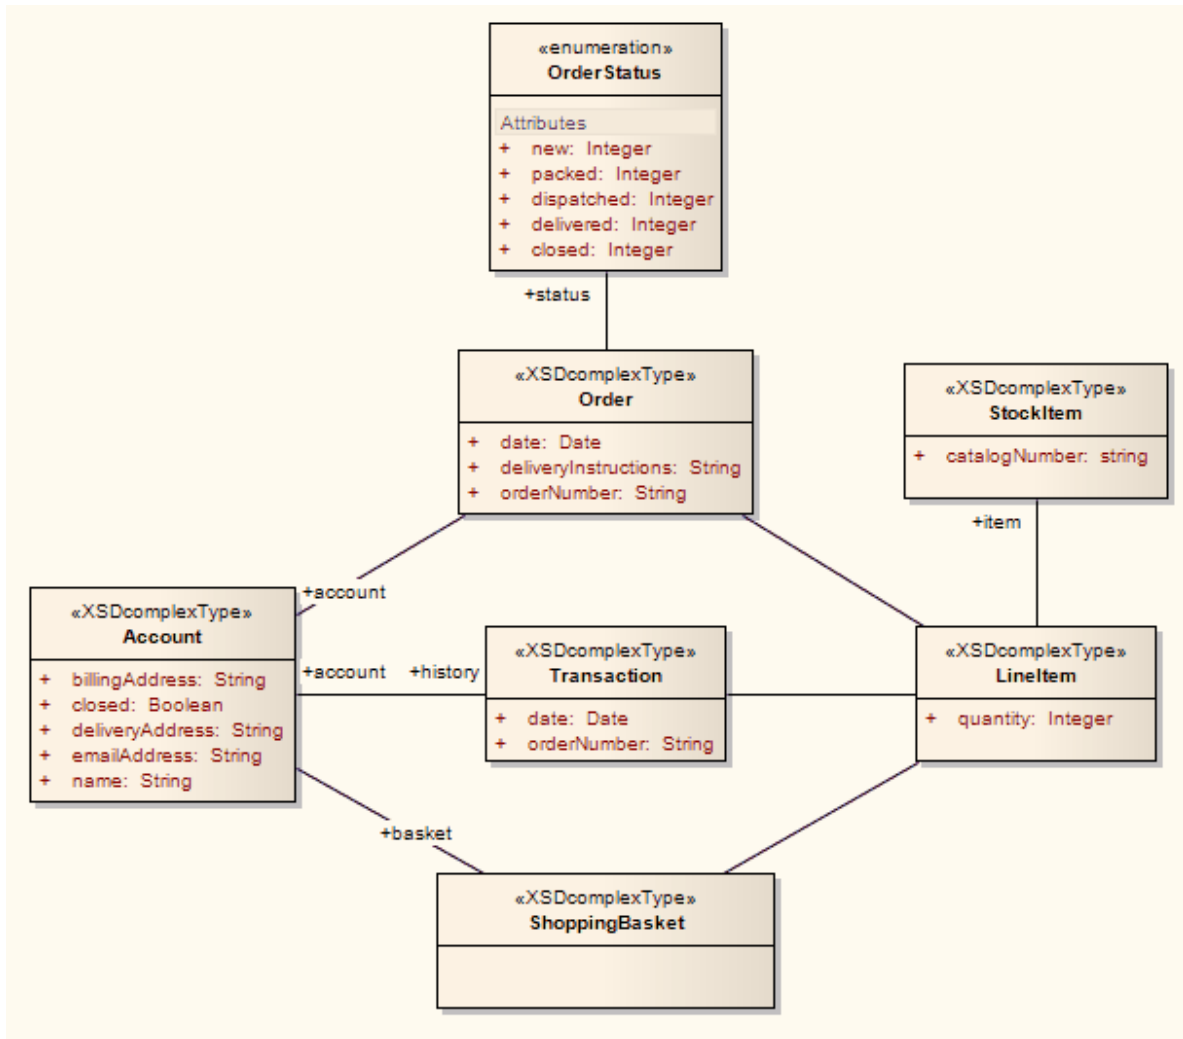 «enumeration»
OrderStatus
Attributes
+ new: Integer
+ packed: Integer
+ dispatched: Integer
+ delivered: Integer
+ closed: Integer
+status
«XSDcomplexType»
Order
+ date: Date
+ deliveryInstructions: String
+ orderNumber: String
«XSDcomplexType»
StockItem
+ catalogNumber: string
+item
+account
«XSDcomplexType»
Account
+ billingAddress: String
+ closed: Boolean
+ deliveryAddress: String
+ emailAddress: String
+ name: String
+account +history
«XSDcomplexType»
Transaction
+ date: Date
+ orderNumber: String
«XSDcomplexType»
LineItem
+ quantity: Integer
+basket
«XSDcomplexType»
ShoppingBasket